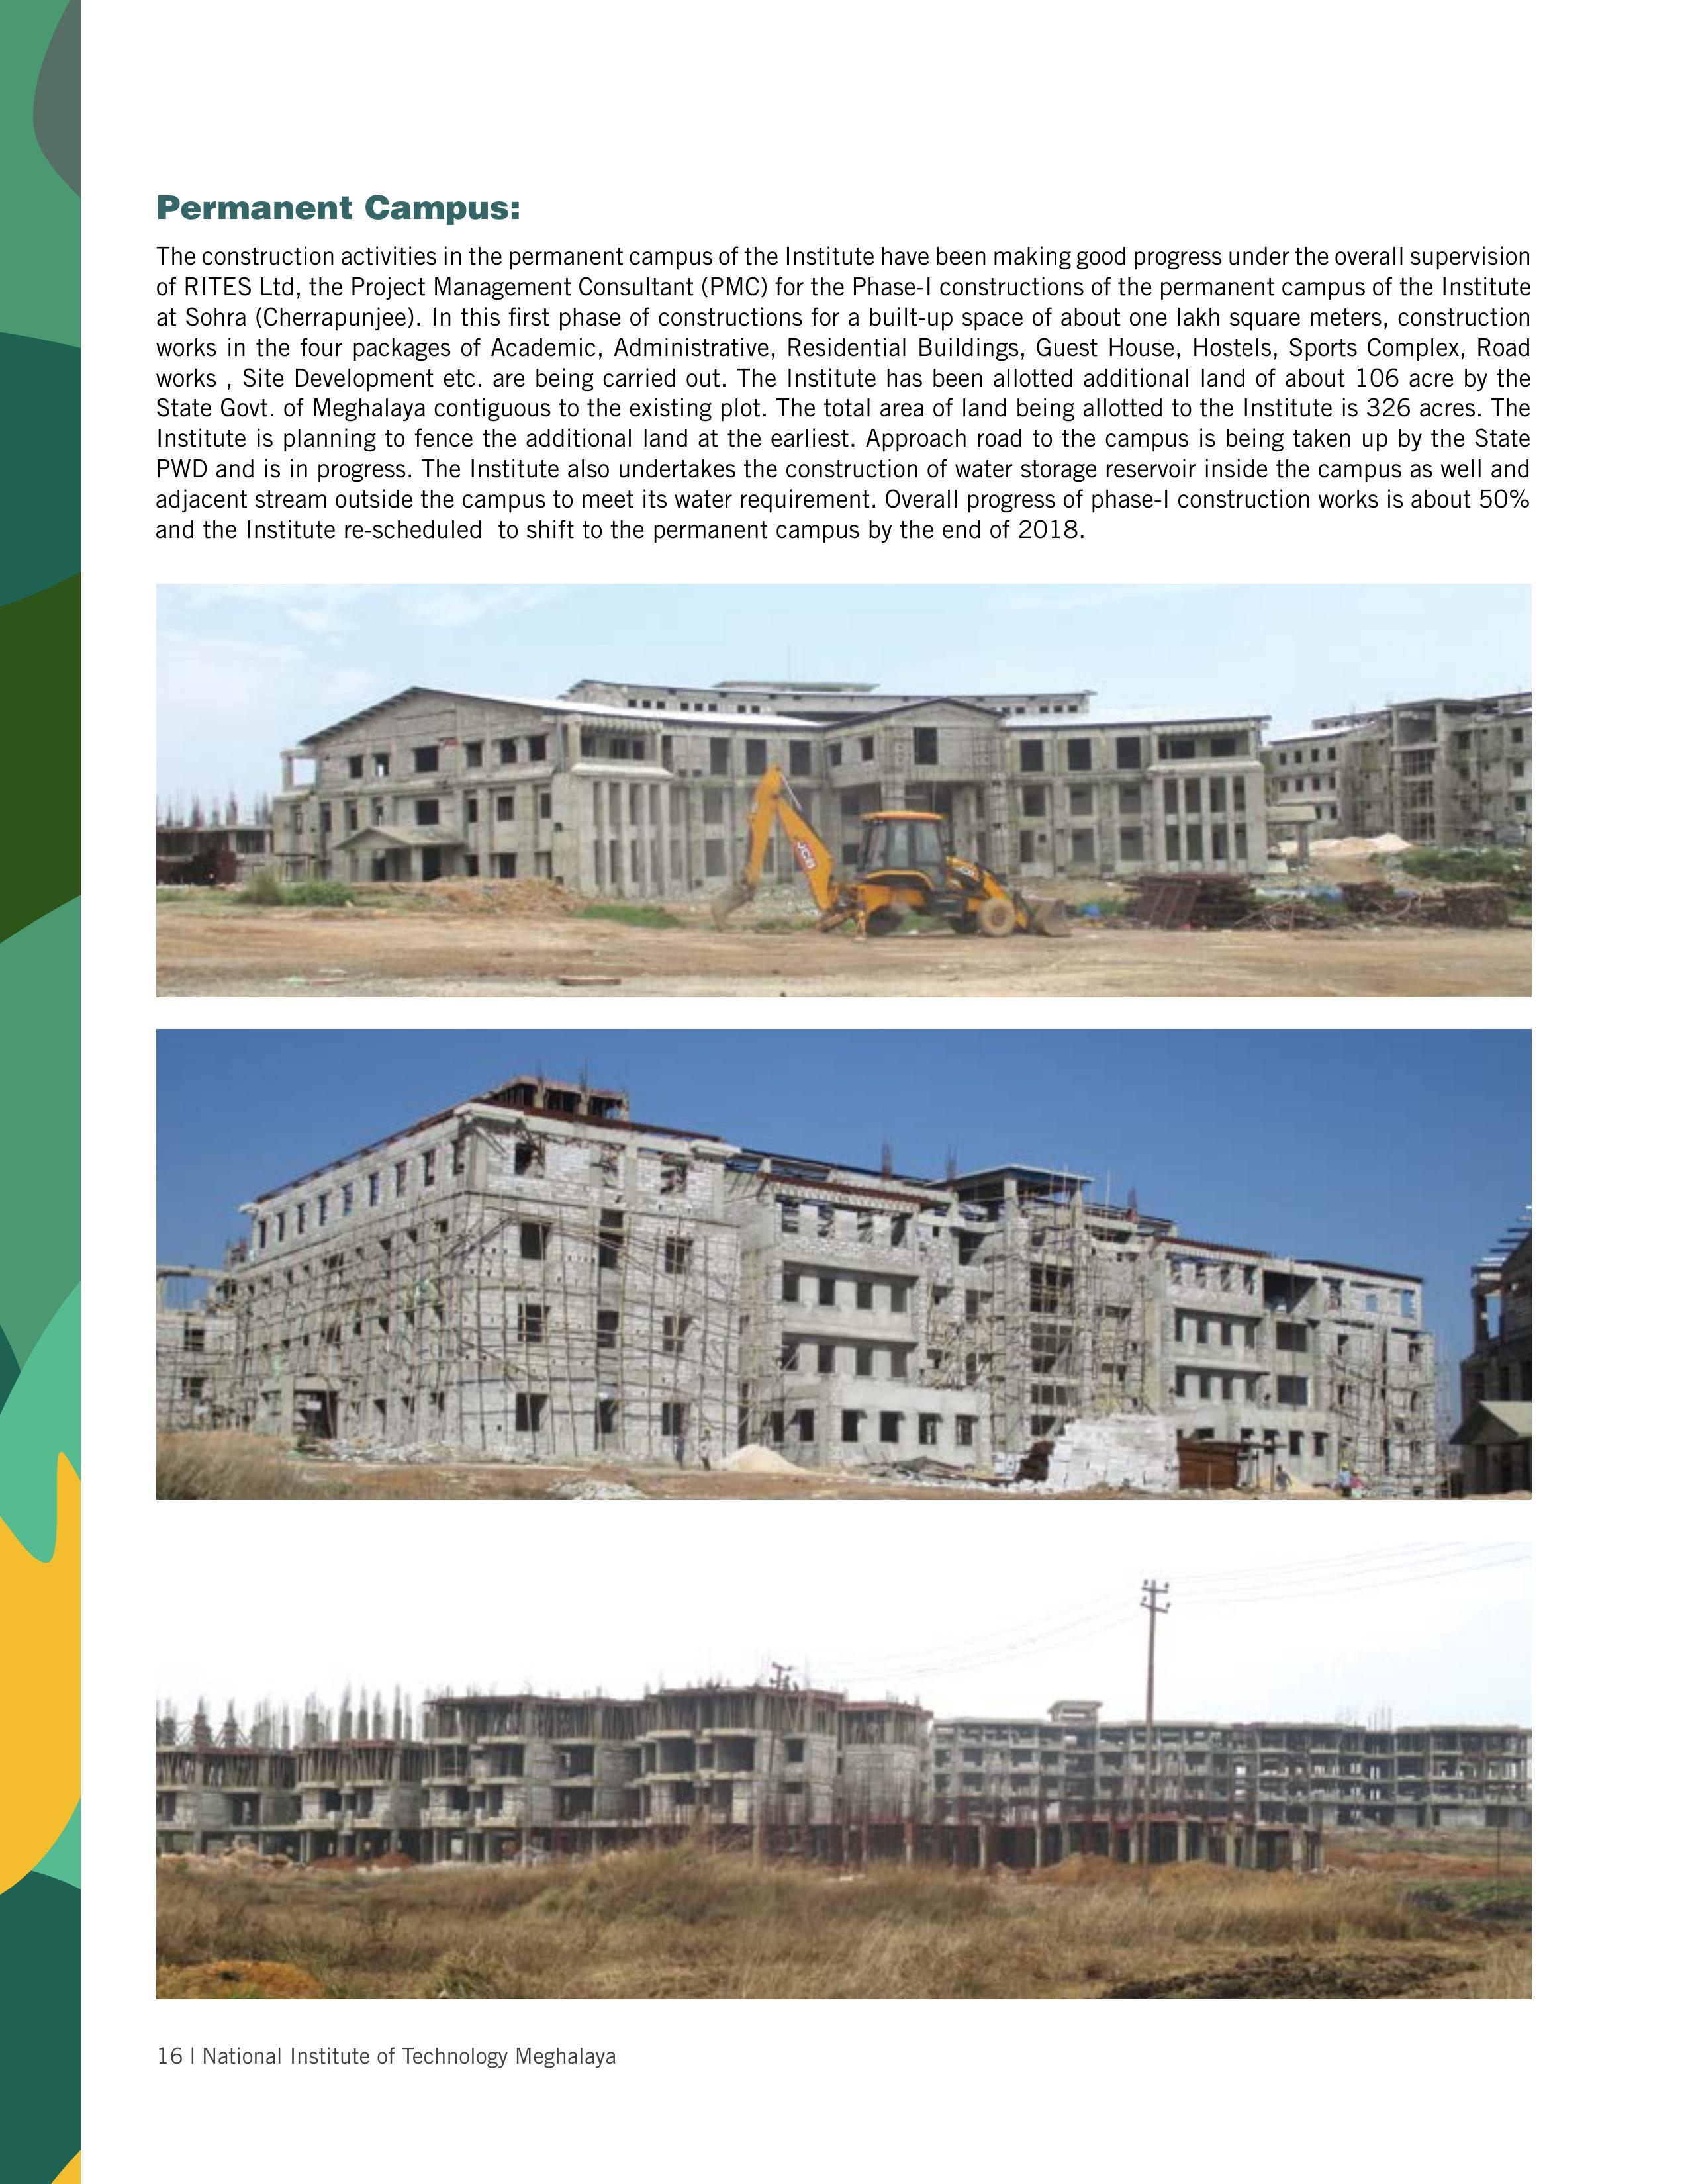 Permanent Campus:
The construction activities in the permanent campus of the Institute have been making good progress under the overall supervision
of RITES Ltd, the Project Management Consultant (PMC) for the Phase-I constructions of the permanent campus of the Institute
at Sohra (Cherrapunjee). In this first phase of constructions for a built-up space of about one lakh square meters, construction
works in the four packages of Academic, Administrative, Residential Buildings, Guest House, Hostels, Sports Complex, Road
works , Site Development etc. are being carried out. The Institute has been allotted additional land of about 106 acre by the
State Govt. of Meghalaya contiguous to the existing plot. The total area of land being allotted to the Institute is 326 acres. The
Institute is planning to fence the additional land at the earliest. Approach road to the campus is being taken up by the State
PWD and is in progress. The Institute also undertakes the construction of water storage reservoir inside the campus as well and
adjacent stream outside the campus to meet its water requirement. Overall progress of phase-I construction works is about 50%
and the Institute re-scheduled  to shift to the permanent campus by the end of 2018.
JCB
16 | National Institute of Technology Meghalaya